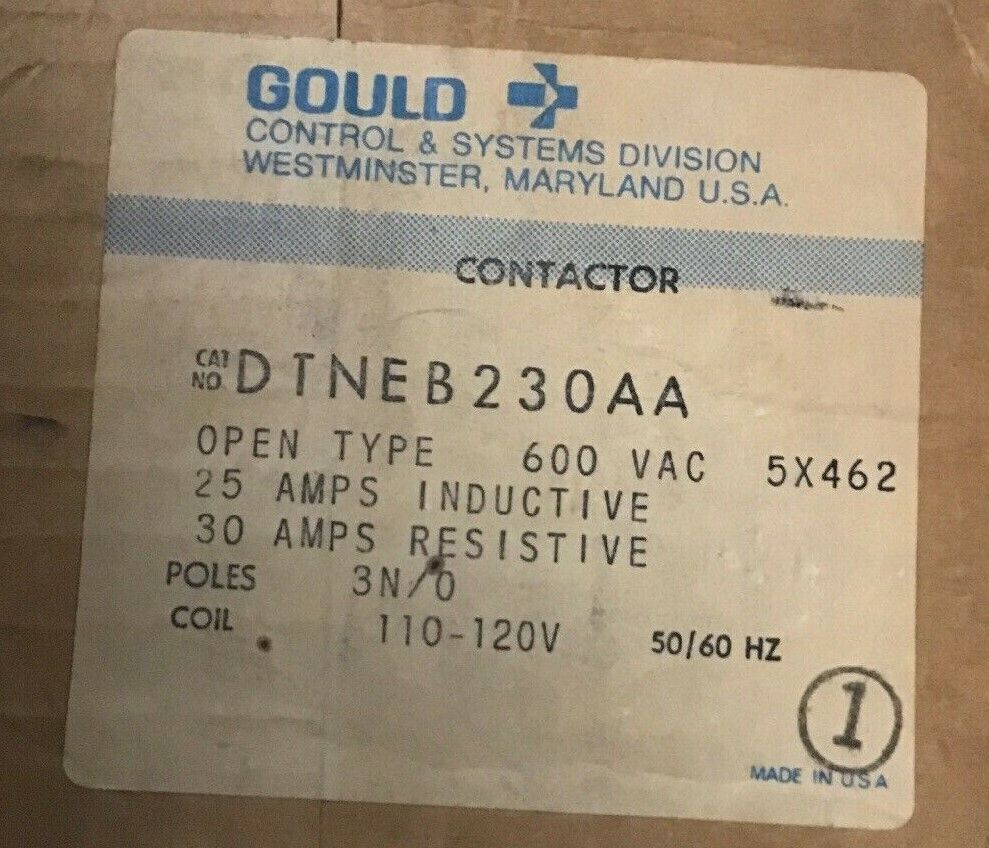 GOULD
CONTROL & SYSTEMS DIVISION
WESTMINSTER, MARYLAND U.S.A.
CONTACTOR
CAT NO. DTNEB230AA
OPEN TYPE 600 VAC 5X462
25 AMPS INDUCTIVE
30 AMPS RESISTIVE
POLES 3N/O
COIL 110-120V 50/60 HZ
1
MADE IN USA